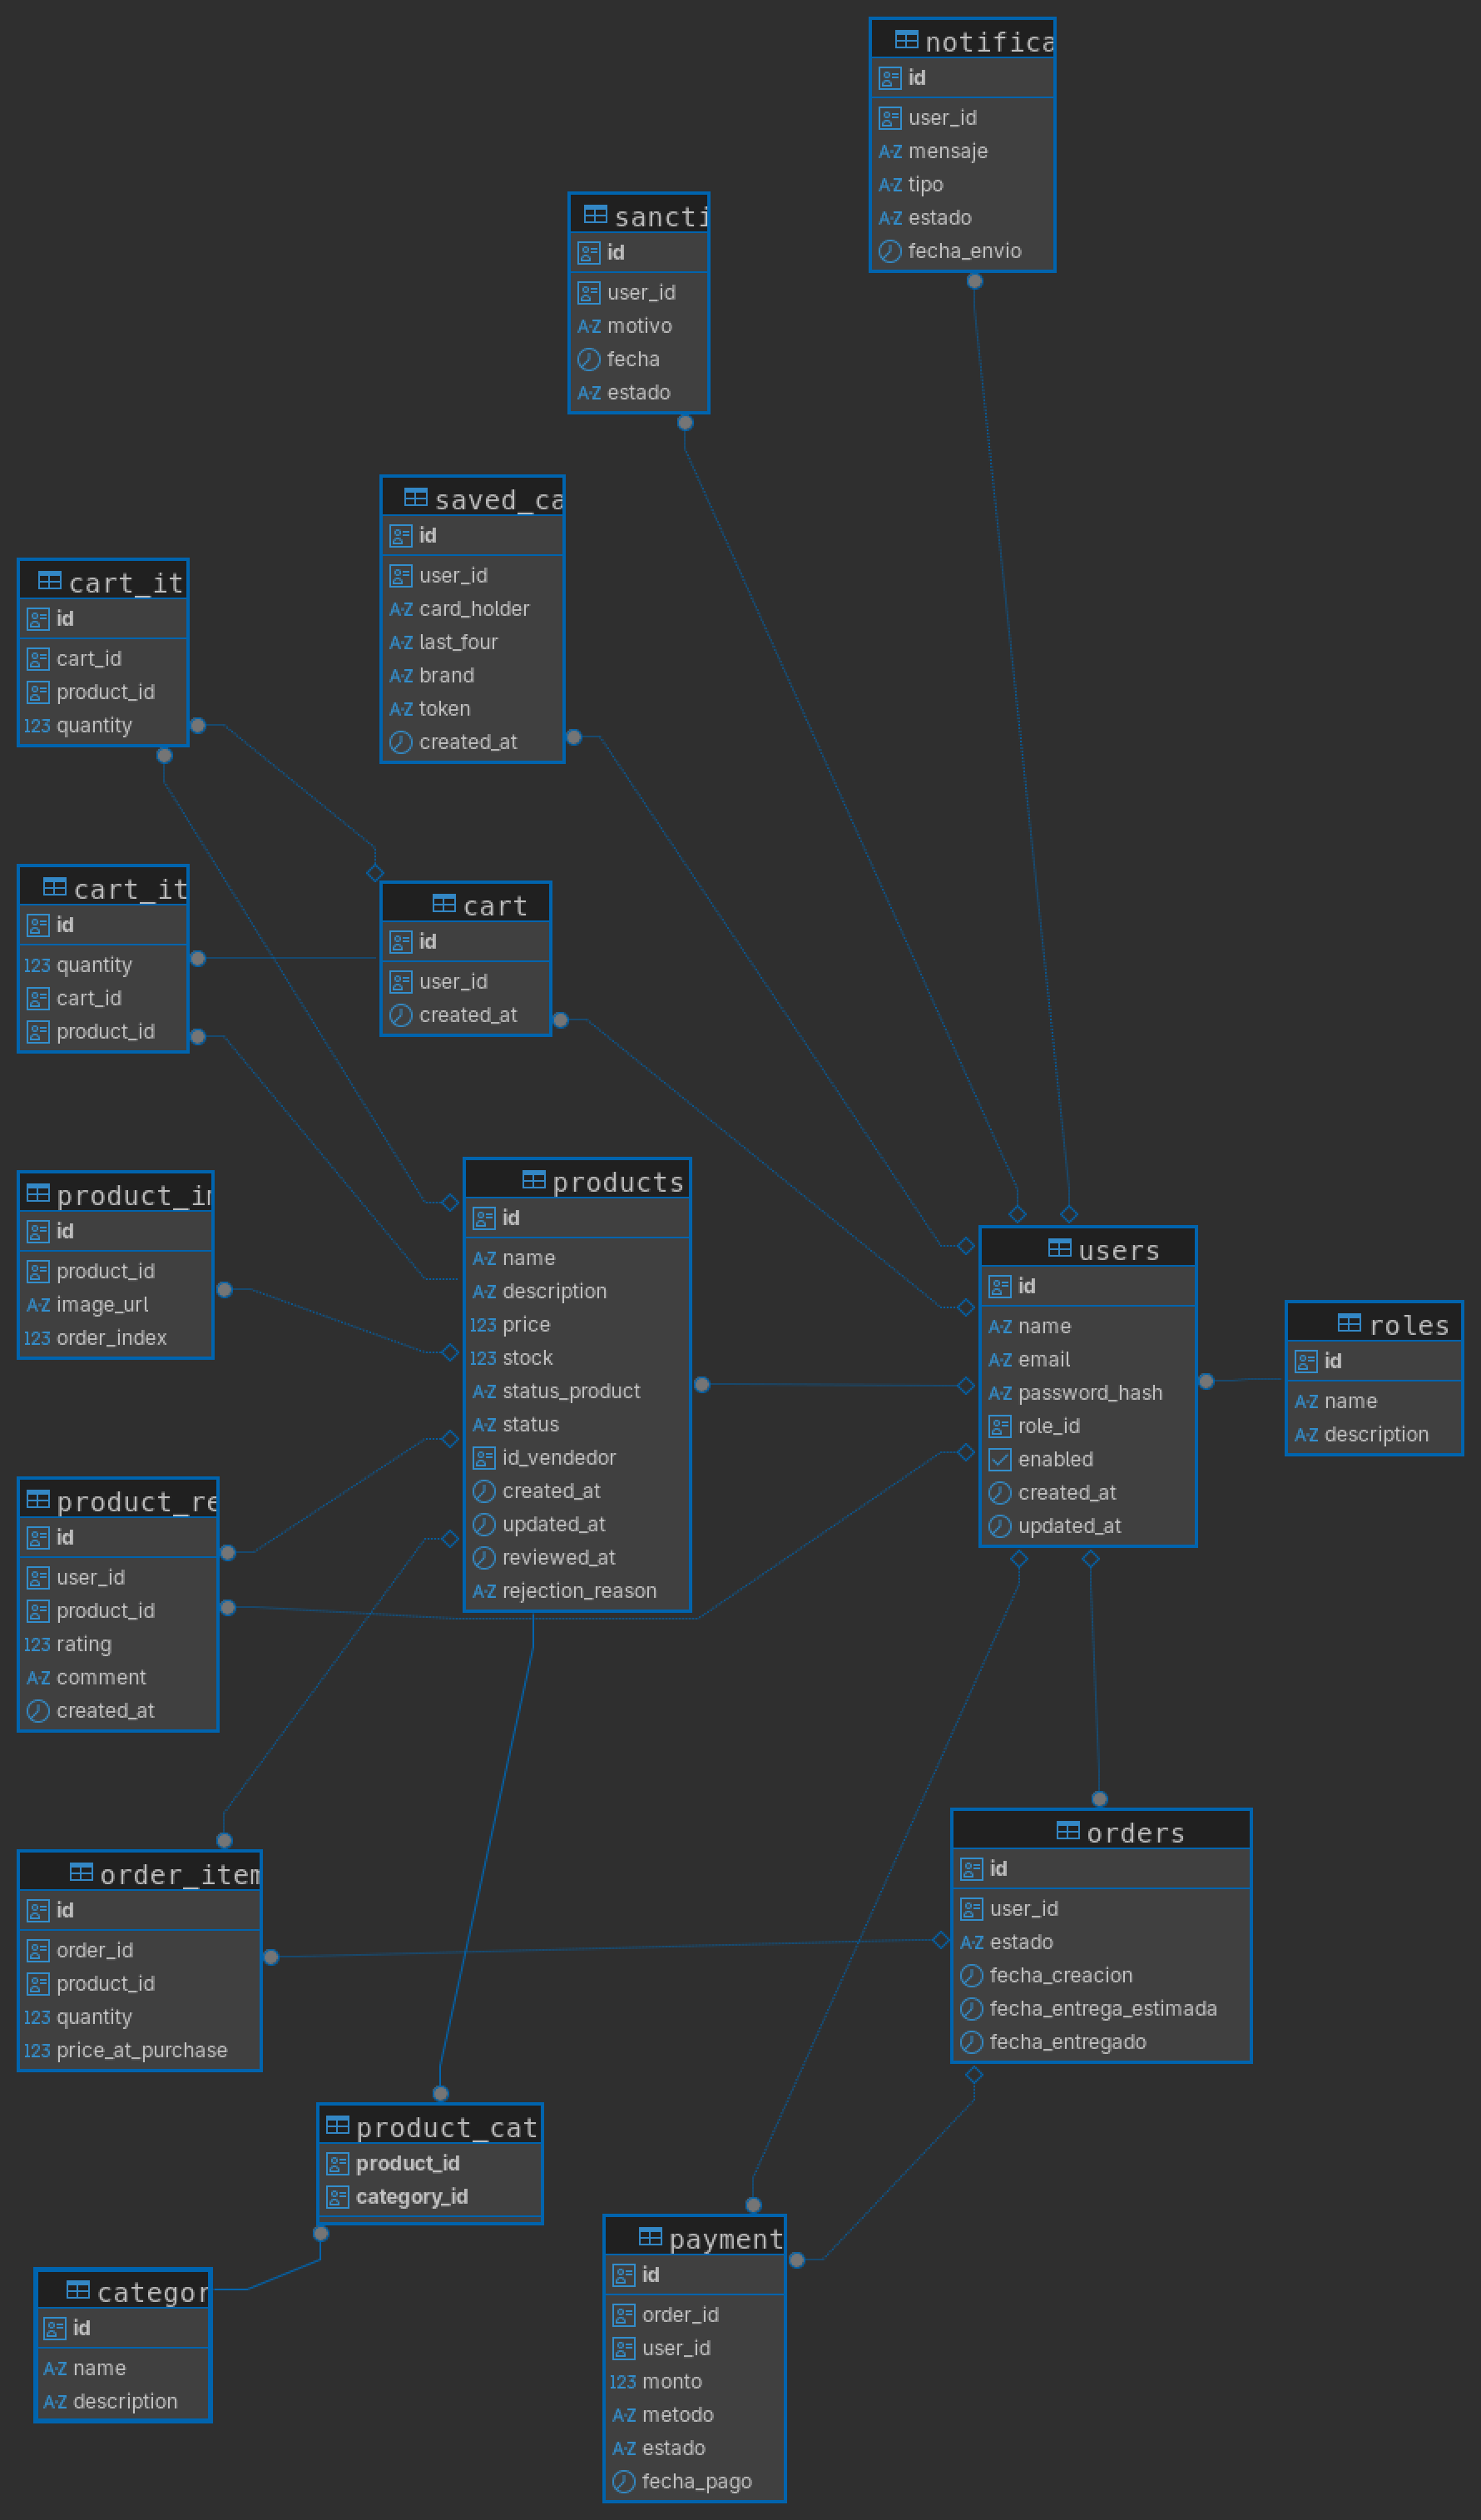 notifica
id
user_id
mensaje
tipo
estado
fecha_envio
sancti
id
user_id
motivo
fecha
estado
saved_ca
id
user_id
card_holder
last_four
brand
token
created_at
cart_it
id
cart_id
product_id
123 quantity
cart_it
id
123 quantity
cart_id
product_id
cart
id
user_id
created_at
product_in
id
product_id
A-Z image_url
123 order_index
products
id
A-Z name
A-Z description
123 price
123 stock
A-Z status_product
A-Z status
id_vendedor
created_at
updated_at
reviewed_at
A-Z rejection_reason
users
id
A-Z name
A-Z email
A-Z password_hash
role_id
enabled
created_at
updated_at
roles
id
A-Z name
A-Z description
product_re
id
user_id
product_id
123 rating
A-Z comment
created_at
order_item
id
order_id
product_id
123 quantity
123 price_at_purchase
orders
id
user_id
A-Z estado
fecha_creacion
fecha_entrega_estimada
fecha_entregado
product_cat
product_id
category_id
categor
id
A-Z name
A-Z description
payment
id
order_id
user_id
123 monto
A-Z metodo
A-Z estado
fecha_pago